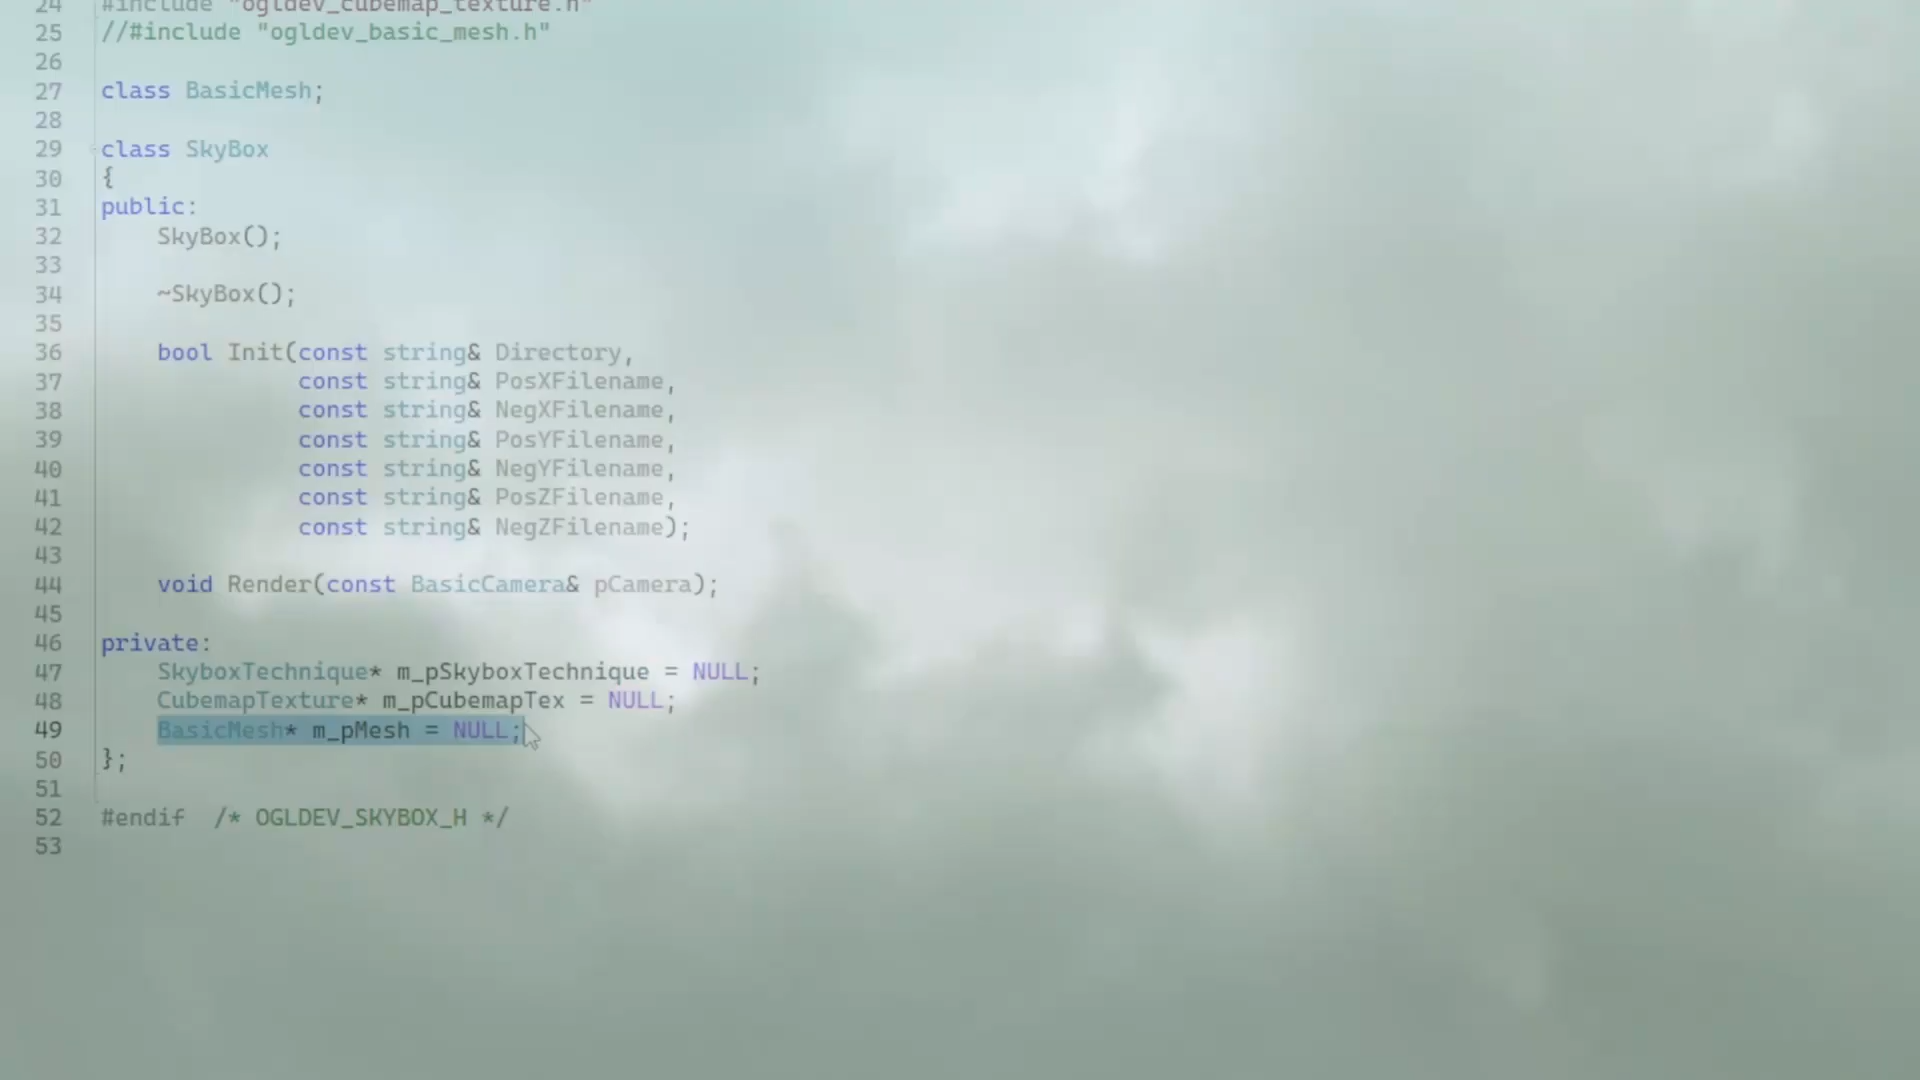 24 #include "ogldev_cubemap_texture.h"
25 //#include "ogldev_basic_mesh.h"
26
27 class BasicMesh;
28
29 class SkyBox
30 {
31 public:
32 SkyBox();
33
34 ~SkyBox();
35
36 bool Init(const string& Directory,
37 const string& PosXFilename,
38 const string& NegXFilename,
39 const string& PosYFilename,
40 const string& NegYFilename,
41 const string& PosZFilename,
42 const string& NegZFilename);
43
44 void Render(const BasicCamera& pCamera);
45
46 private:
47 SkyboxTechnique* m_pSkyboxTechnique = NULL;
48 CubemapTexture* m_pCubemapTex = NULL;
49 BasicMesh* m_pMesh = NULL;
50 };
51
52 #endif /* OGLDEV_SKYBOX_H */
53